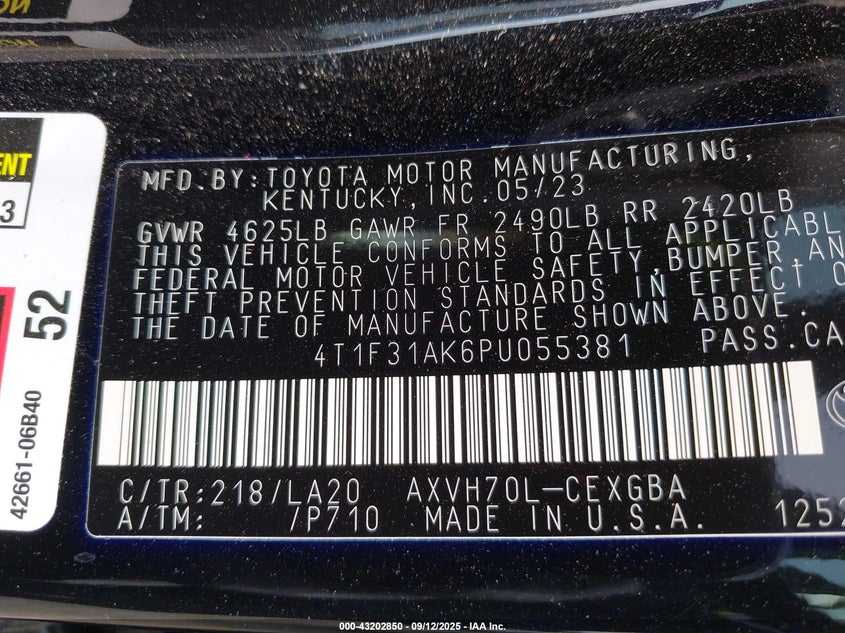 ENT
3
52
42661-06B40
MFD.BY:TOYOTA MOTOR MANUFACTURING,
KENTUCKY,INC.05/23
GVWR 4625LB GAWR FR 2490LB RR 2420LB
THIS VEHICLE CONFORMS TO ALL APPLICABL
FEDERAL MOTOR VEHICLE SAFETY,BUMPER,AN
THEFT PREVENTION STANDARDS IN EFFECT O
THE DATE OF MANUFACTURE SHOWN ABOVE.
4T1F31AK6PU055381 PASS.CA
C/TR:218/LA20 AXVH70L-CEXGBA
A/TM: /P710 MADE IN U.S.A. 1252
000-43202850 - 09/12/2025 - IAA Inc.